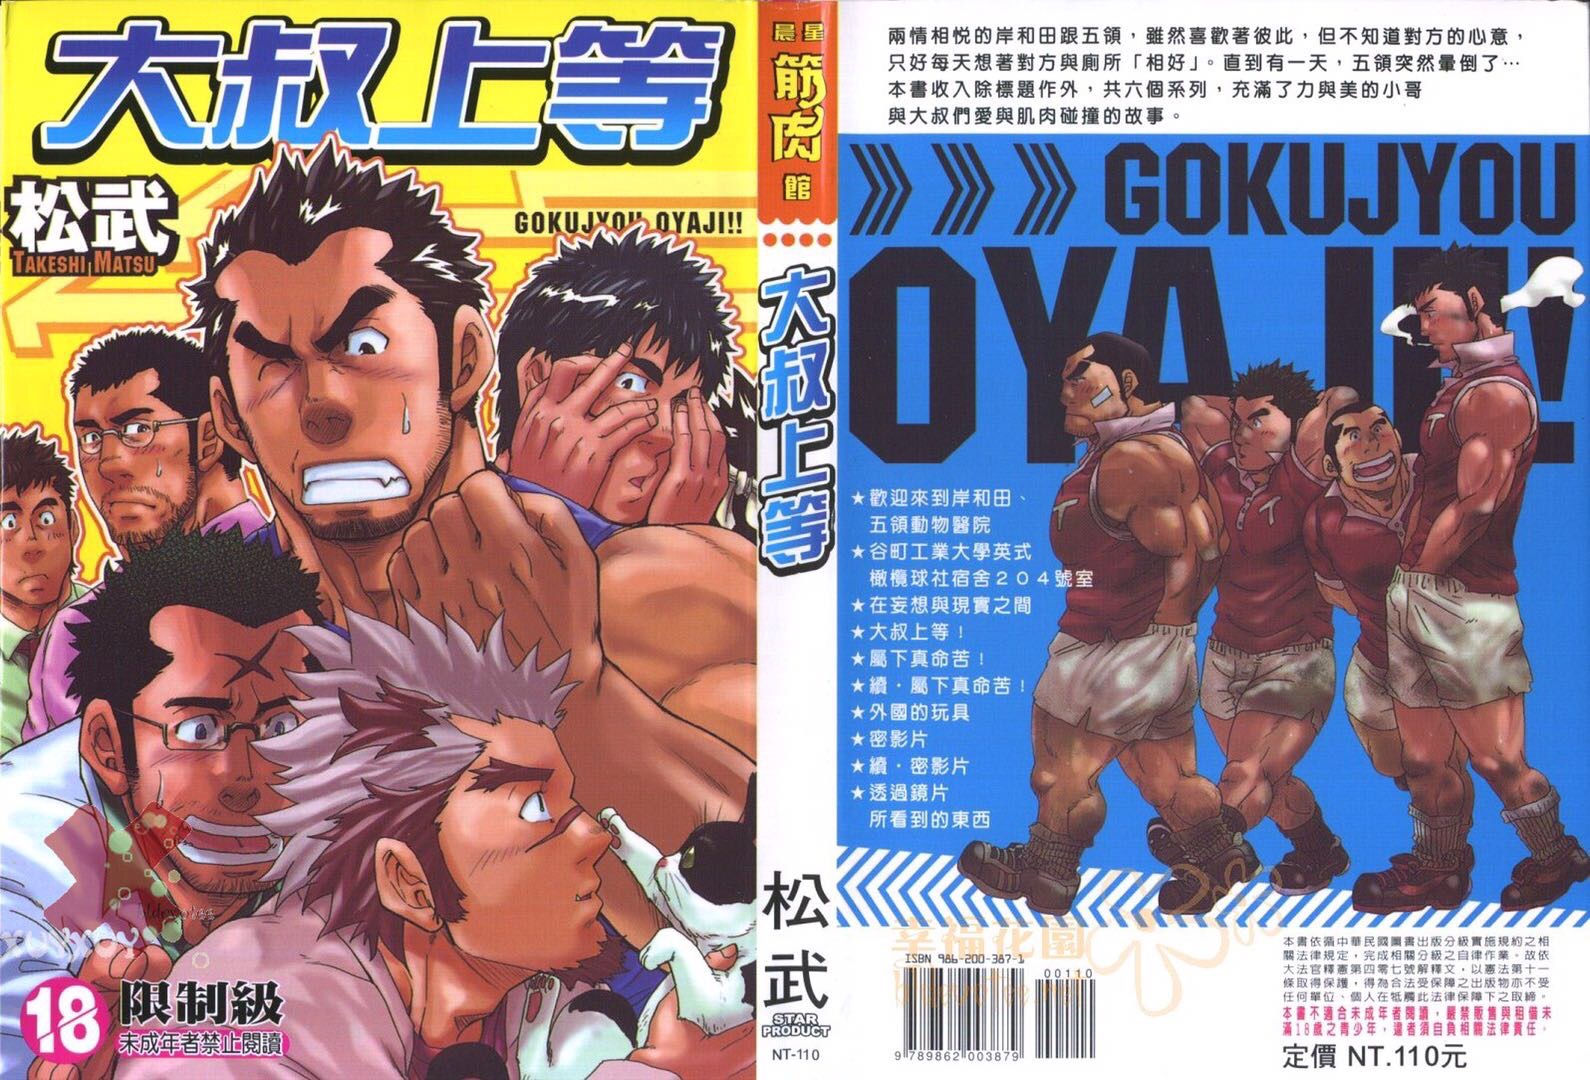 大叔上等
松武
TAKESHI MATSU
GOKUJYOU OYAJI!!
18
限制級
未成年者禁止閱讀
晨星
筋肉
館
大叔上等
松武
STAR
PRODUCT
NT-110
兩情相悅的岸和田跟五領，雖然喜歡著彼此，但不知道對方的心意，
只好每天想著對方與廁所「相好」。直到有一天，五領突然暈倒了…
本書收入除標題作外，共六個系列，充滿了力與美的小哥
與大叔們愛與肌肉碰撞的故事。
GOKUJYOU
OYAJI!!
★歡迎來到岸和田、
五領動物醫院
★谷町工業大學英式
橄欖球社宿舍２０４號室
★在妄想與現實之間
★大叔上等！
★屬下真命苦！
★續・屬下真命苦！
★外國的玩具
★密影片
★續・密影片
★透過鏡片
所看到的東西
幸福花園
ISBN 986-200-387-1
00110
9 789862 003879
本書依循中華民國圖書出版分級實施規約之相
關法律規定，完成相關分級之自律作業。故依
大法官釋憲第四零七號解釋文，以憲法第十一
條取得保護，得為合法受保障之出版物亦不受
任何單位、個人在牴觸此法律保障下之取締。
本書不適合未成年者閱讀，嚴禁販售與租借未
滿18歲之青少年，違者須自負相關法律責任。
定價 NT.110元